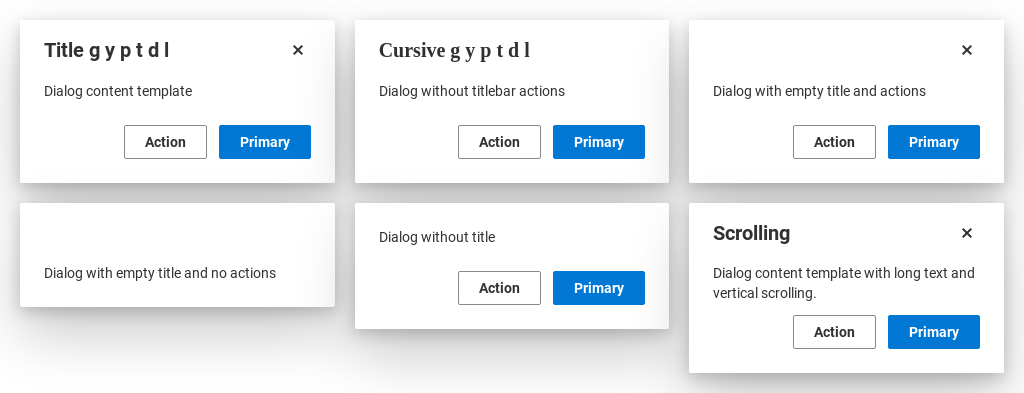 Title g y p t d l
Dialog content template
Action Primary
Cursive g y p t d l
Dialog without titlebar actions
Action Primary
Dialog with empty title and actions
Action Primary
Dialog with empty title and no actions
Dialog without title
Action Primary
Scrolling
Dialog content template with long text and
vertical scrolling.
Action Primary